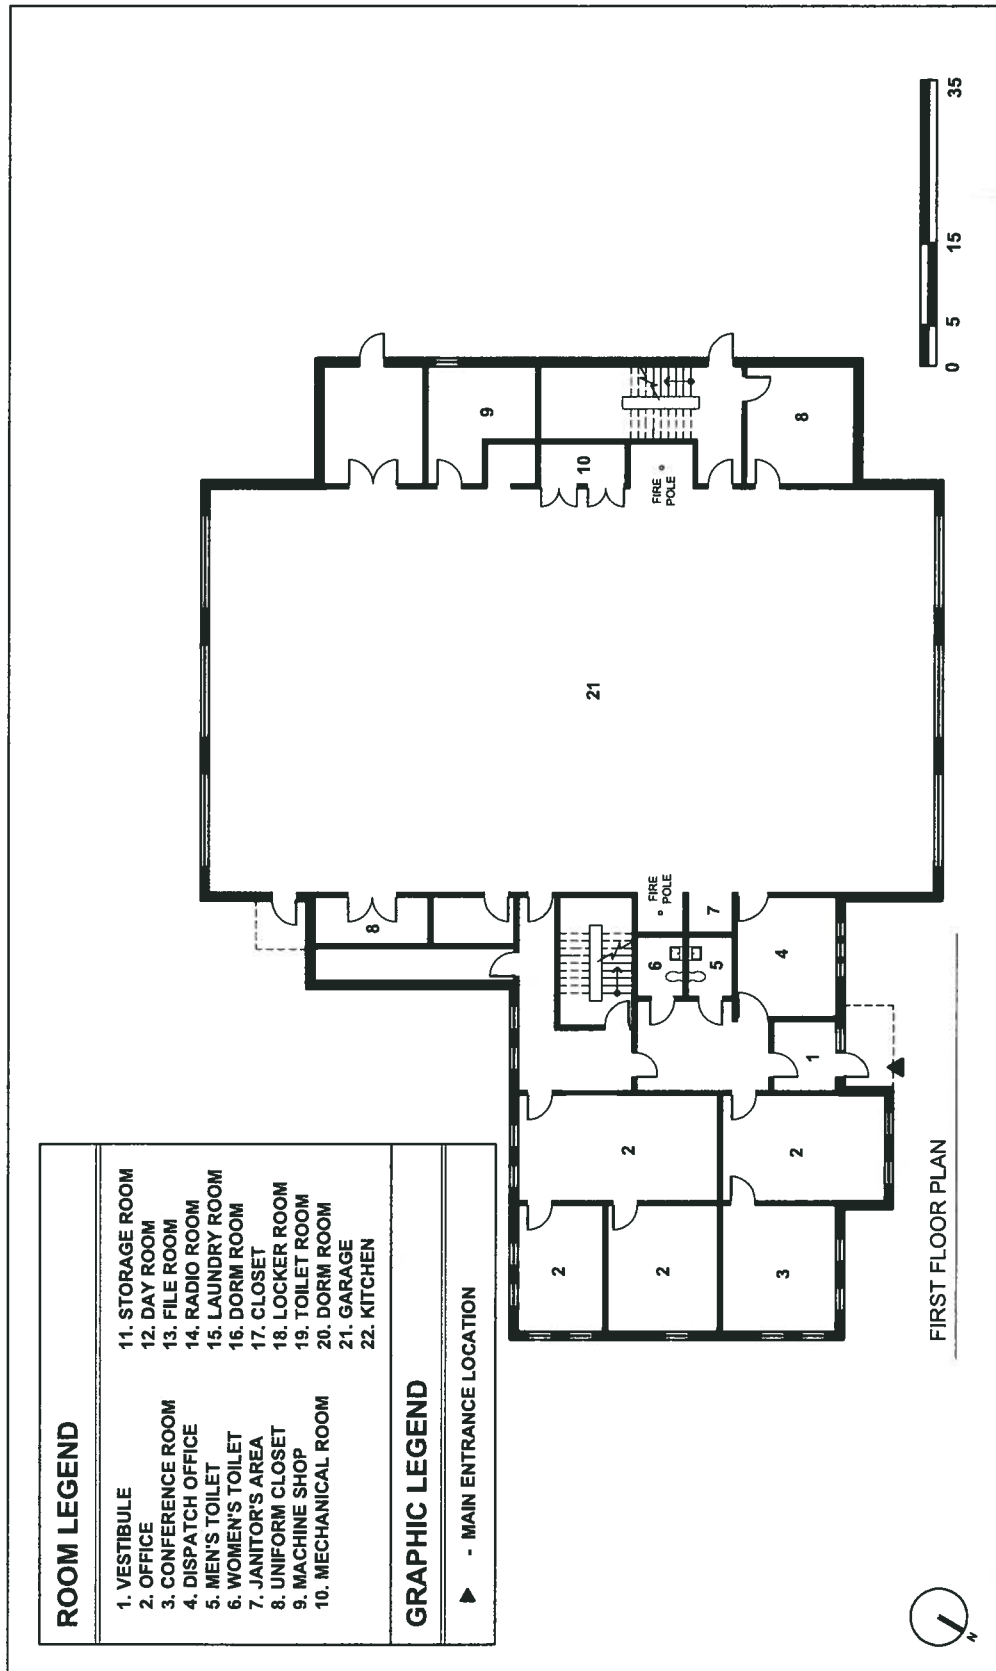 ROOM LEGEND
1. VESTIBULE
2. OFFICE
3. CONFERENCE ROOM
4. DISPATCH OFFICE
5. MEN'S TOILET
6. WOMEN'S TOILET
7. JANITOR'S AREA
8. UNIFORM CLOSET
9. MACHINE SHOP
10. MECHANICAL ROOM
11. STORAGE ROOM
12. DAY ROOM
13. FILE ROOM
14. RADIO ROOM
15. LAUNDRY ROOM
16. DORM ROOM
17. CLOSET
18. LOCKER ROOM
19. TOILET ROOM
20. DORM ROOM
21. GARAGE
22. KITCHEN
GRAPHIC LEGEND
- MAIN ENTRANCE LOCATION
8
9
10
FIRE
POLE
8
21
8
FIRE
POLE
7
6
5
4
1
2
2
2
2
3
FIRST FLOOR PLAN
0 5 15 35
N